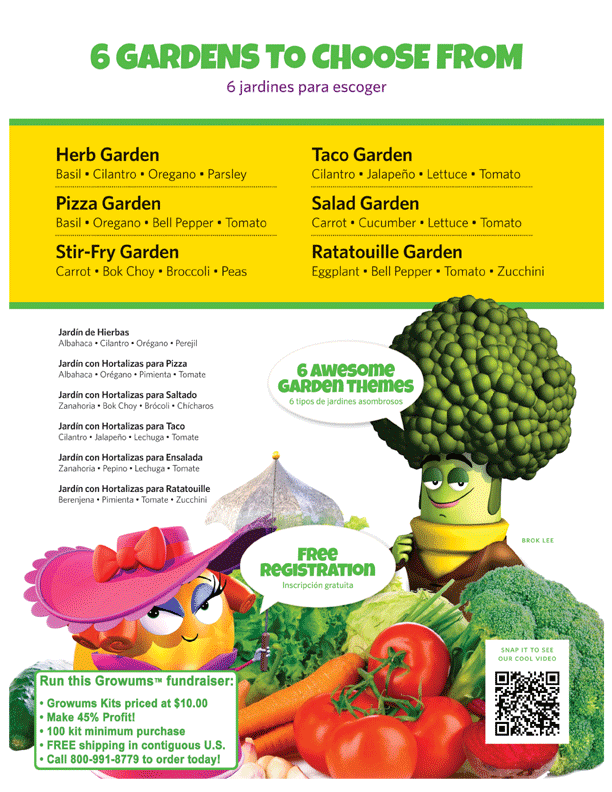 6 GARDENS TO CHOOSE FROM
6 jardines para escoger
Herb Garden
Basil • Cilantro • Oregano • Parsley
Pizza Garden
Basil • Oregano • Bell Pepper • Tomato
Stir-Fry Garden
Carrot • Bok Choy • Broccoli • Peas
Taco Garden
Cilantro • Jalapeño • Lettuce • Tomato
Salad Garden
Carrot • Cucumber • Lettuce • Tomato
Ratatouille Garden
Eggplant • Bell Pepper • Tomato • Zucchini
Jardín de Hierbas
Albahaca • Cilantro • Orégano • Perejil
Jardín con Hortalizas para Pizza
Albahaca • Orégano • Pimienta • Tomate
Jardín con Hortalizas para Saltado
Zanahoria • Bok Choy • Brócoli • Chicharos
Jardín con Hortalizas para Taco
Cilantro • Jalapeño • Lechuga • Tomate
Jardín con Hortalizas para Ensalada
Zanahoria • Pepino • Lechuga • Tomate
Jardín con Hortalizas para Ratatouille
Berenjena • Pimienta • Tomate • Zucchini
6 AWESOME
GARDEN THEMES
6 tipos de jardines asombrosos
BROK LEE
FREE
REGISTRATION
Inscripción gratuita
SNAP IT TO SEE
OUR COOL VIDEO
Run this Growums™ fundraiser:
• Growums Kits priced at $10.00
• Make 45% Profit!
• 100 kit minimum purchase
• FREE shipping in contiguous U.S.
• Call 800-991-8779 to order today!